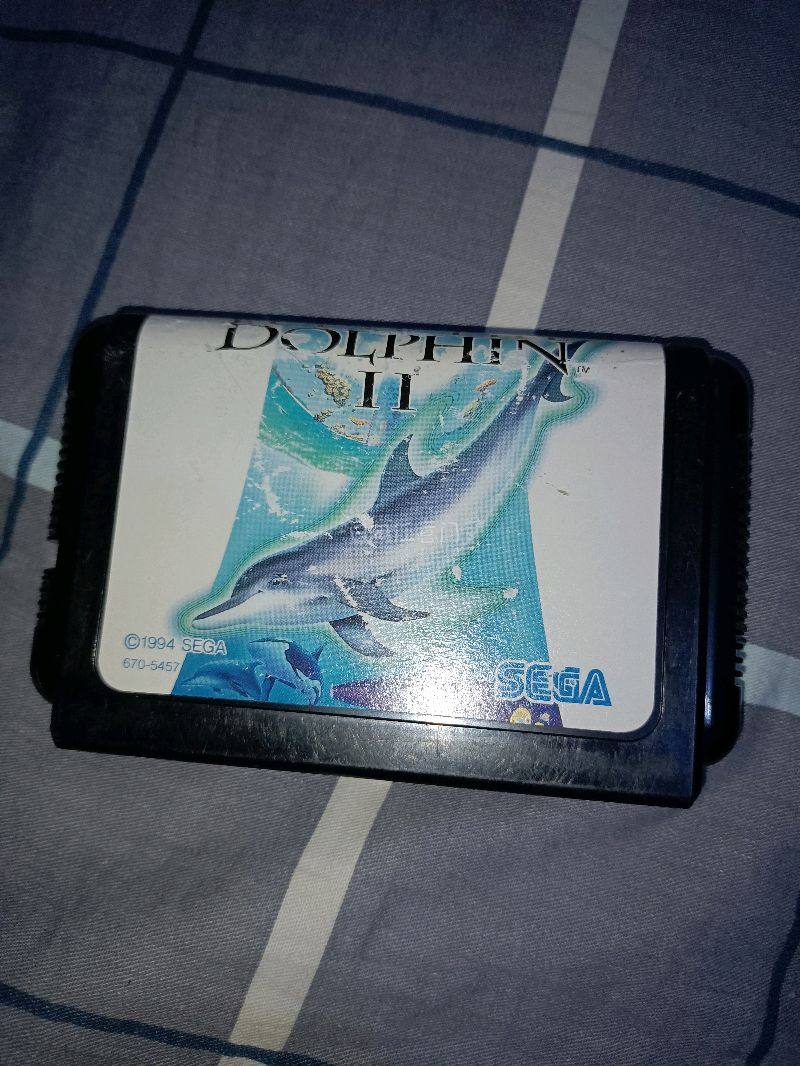 DOLPHIN
II
TM
©1994 SEGA
670-5457
SEGA